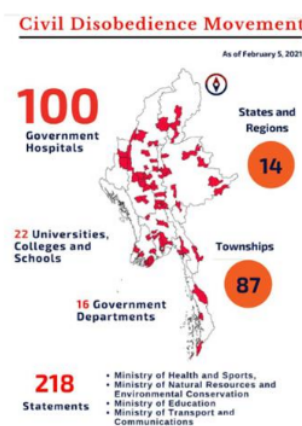 Civil Disobedience Movement
As of February 5, 2021
100
Government
Hospitals
States and
Regions
14
22 Universities,
Colleges and
Schools
Townships
87
16 Government
Departments
218
Statements
• Ministry of Health and Sports,
• Ministry of Natural Resources and
Environmental Conservation
• Ministry of Education
• Ministry of Transport and
Communications